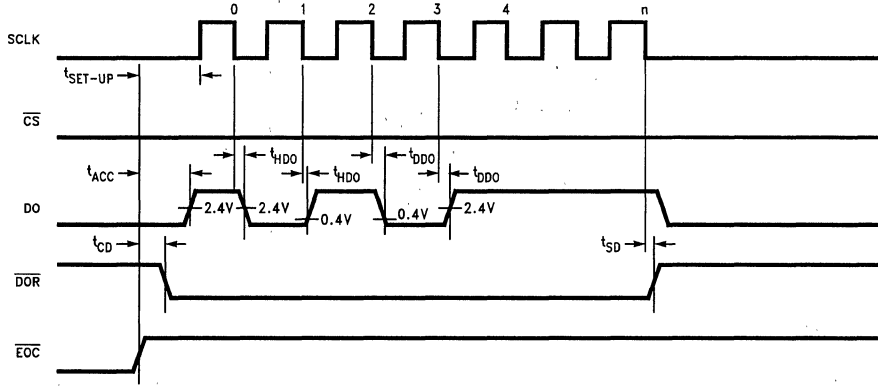 0 1 2 3 4 n
SCLK
tSET-UP
CS
tHDO tDDO
tACC tHDO tDDO
DO 2.4V 2.4V 0.4V 0.4V 2.4V
tCD tSD
DOR
EOC